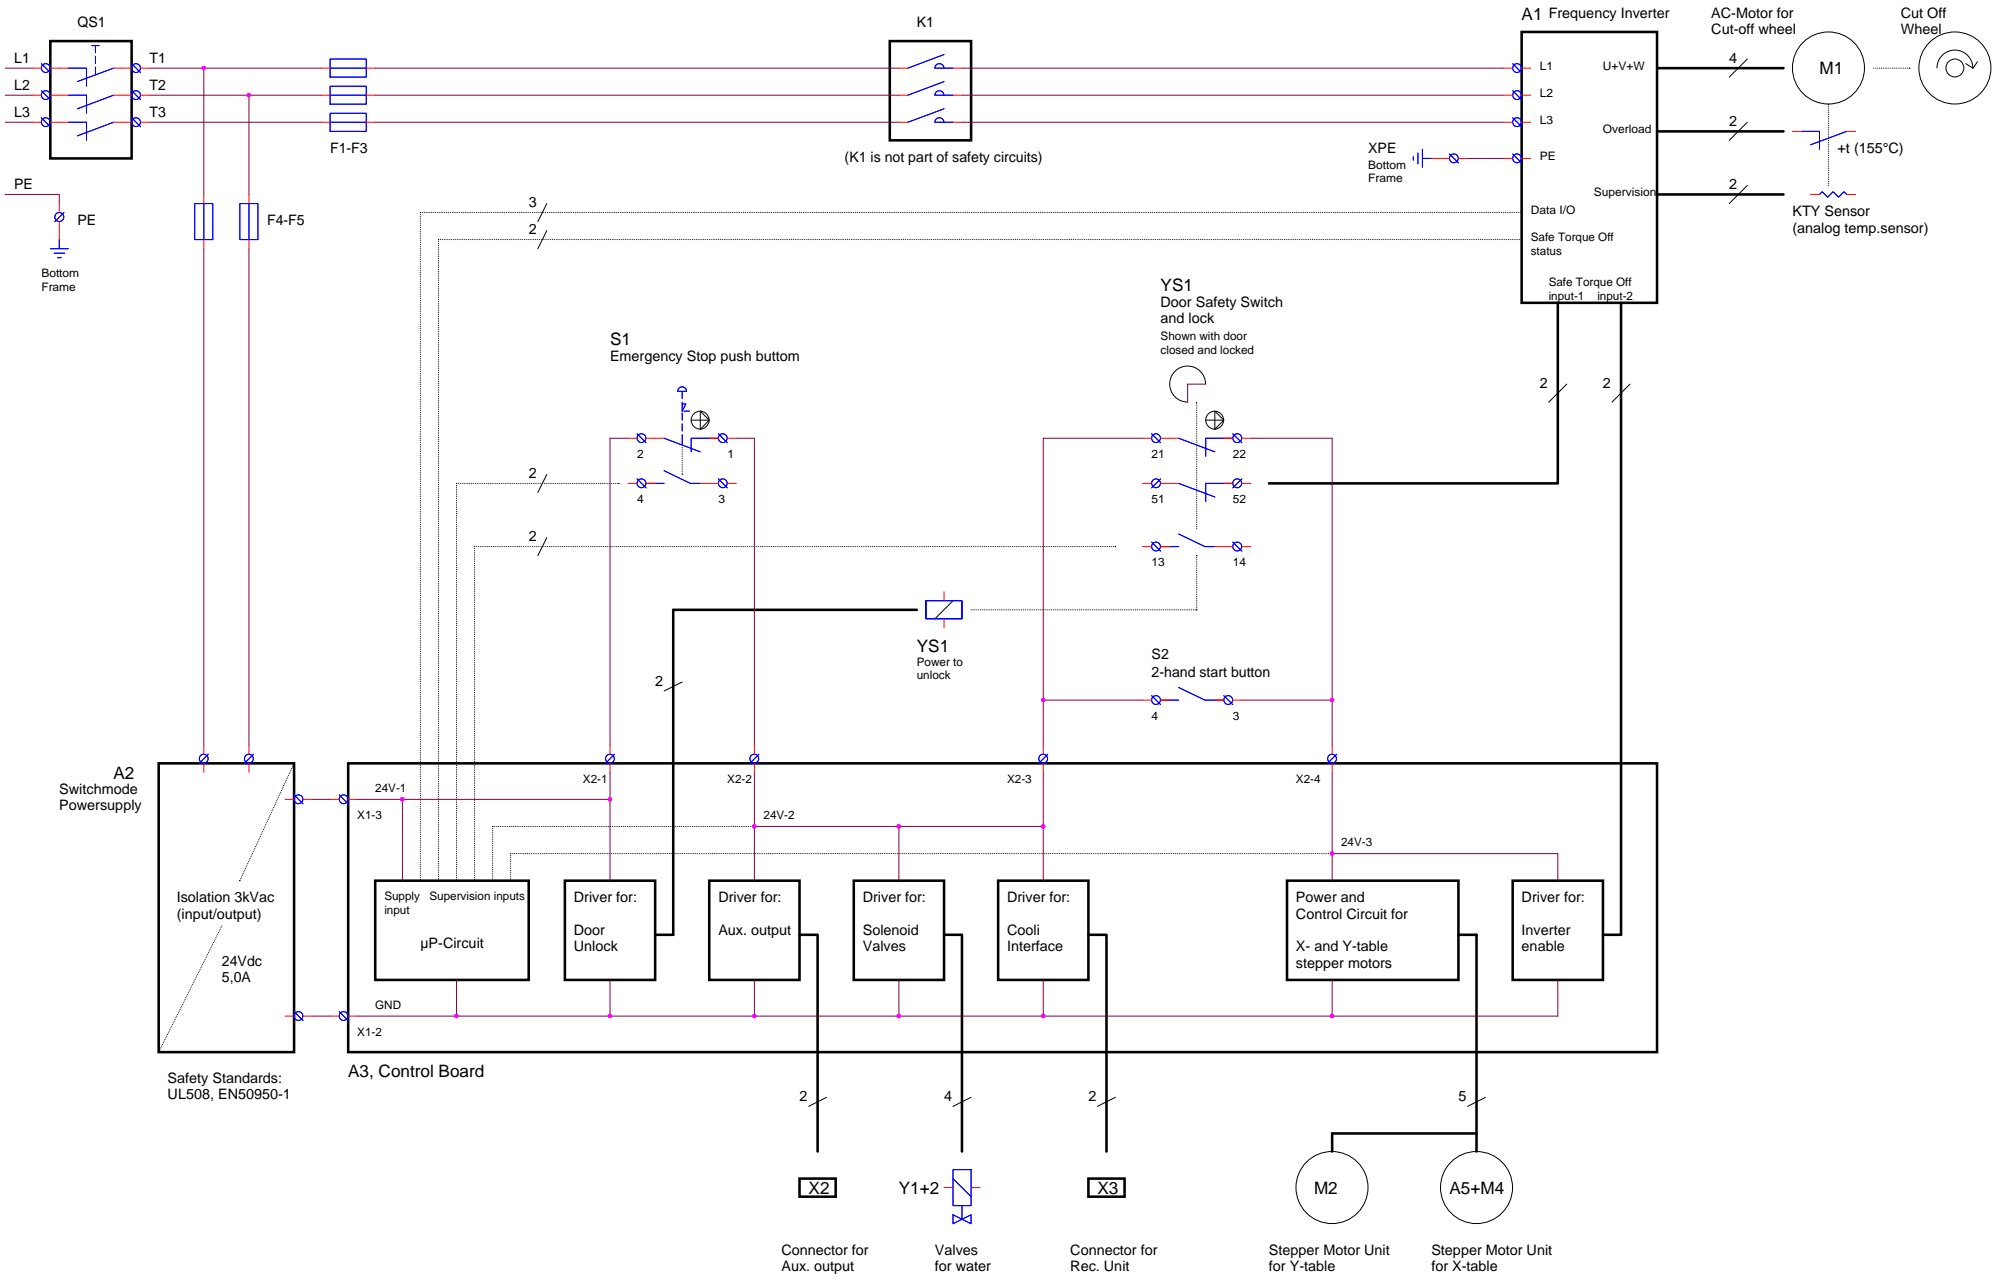 QS1
K1
A1 Frequency Inverter
AC-Motor for
Cut-off wheel
Cut Off
Wheel
L1
T1
L2
T2
L3
T3
F1-F3
(K1 is not part of safety circuits)
L1
L2
L3
PE
U+V+W
Overload
Supervision
Data I/O
Safe Torque Off
status
Safe Torque Off
input-1 input-2
4
M1
2
+t (155°C)
2
KTY Sensor
(analog temp.sensor)
XPE
Bottom
Frame
PE
PE
Bottom
Frame
F4-F5
3
2
YS1
Door Safety Switch
and lock
Shown with door
closed and locked
S1
Emergency Stop push buttom
2
2
2
1
4
3
2
2
21
22
51
52
13
14
YS1
Power to
unlock
2
S2
2-hand start button
4
3
A2
Switchmode
Powersupply
Isolation 3kVac
(input/output)
24Vdc
5,0A
Safety Standards:
UL508, EN50950-1
X2-1
X2-2
X2-3
X2-4
24V-1
X1-3
24V-2
24V-3
Supply
input
Supervision inputs
µP-Circuit
Driver for:
Door
Unlock
Driver for:
Aux. output
Driver for:
Solenoid
Valves
Driver for:
Cooli
Interface
Power and
Control Circuit for
X- and Y-table
stepper motors
Driver for:
Inverter
enable
GND
X1-2
A3, Control Board
2
4
2
5
X2
Y1+2
X3
M2
A5+M4
Connector for
Aux. output
Valves
for water
Connector for
Rec. Unit
Stepper Motor Unit
for Y-table
Stepper Motor Unit
for X-table